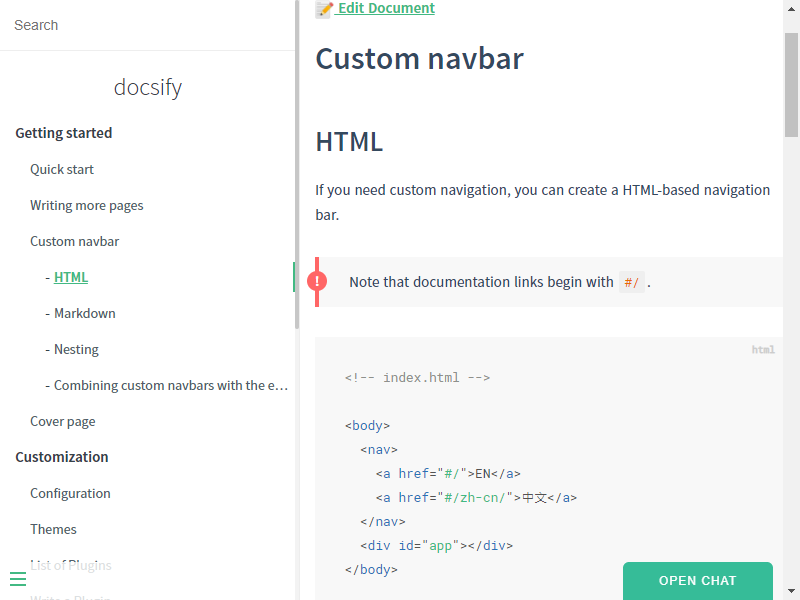 Search
docsify
Getting started
Quick start
Writing more pages
Custom navbar
- HTML
- Markdown
- Nesting
- Combining custom navbars with the e…
Cover page
Customization
Configuration
Themes
List of Plugins
Write a Plugin
Edit Document
Custom navbar
HTML
If you need custom navigation, you can create a HTML-based navigation
bar.
! Note that documentation links begin with #/ .
html
<!-- index.html -->
<body>
<nav>
<a href="#/">EN</a>
<a href="#/zh-cn/">中文</a>
</nav>
<div id="app"></div>
</body>
OPEN CHAT